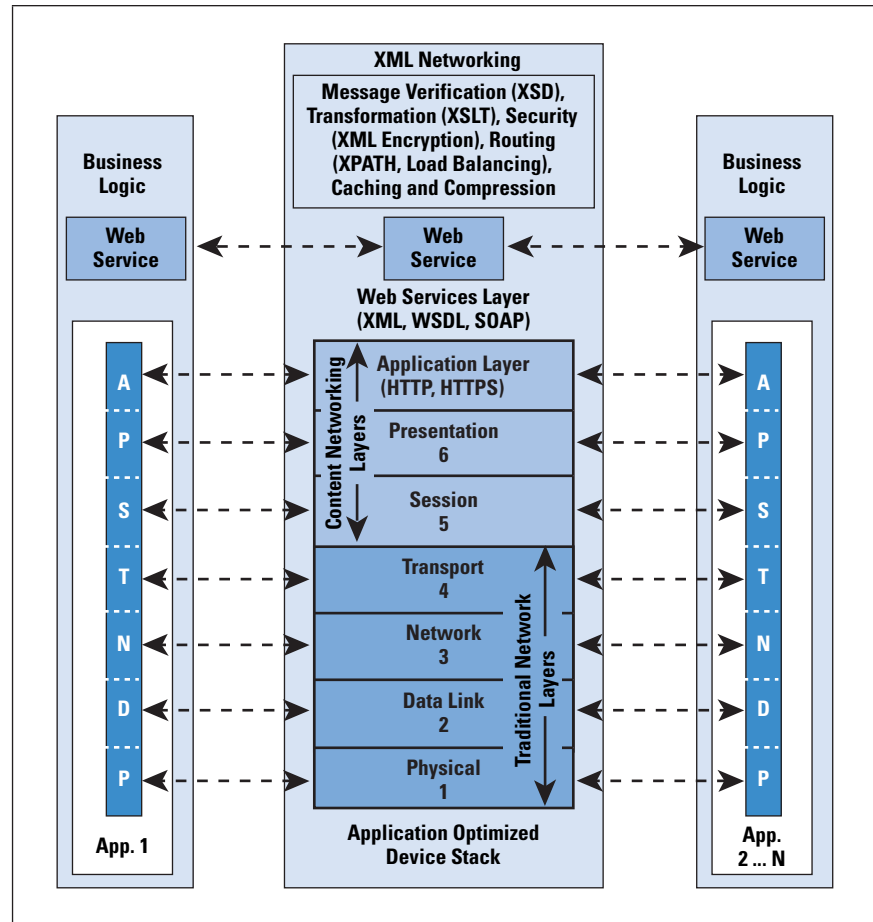 XML Networking
Message Verification (XSD),
Transformation (XSLT), Security
(XML Encryption), Routing
(XPATH, Load Balancing),
Caching and Compression
Business
Logic
Web
Service
Web
Service
Business
Logic
Web
Service
Web Services Layer
(XML, WSDL, SOAP)
A
P
S
T
N
D
P
App. 1
Content Networking
Layers
Application Layer
(HTTP, HTTPS)
Presentation
6
Session
5
Transport
4
Network
3
Data Link
2
Physical
1
Traditional Network
Layers
Application Optimized
Device Stack
A
P
S
T
N
D
P
App.
2 ... N